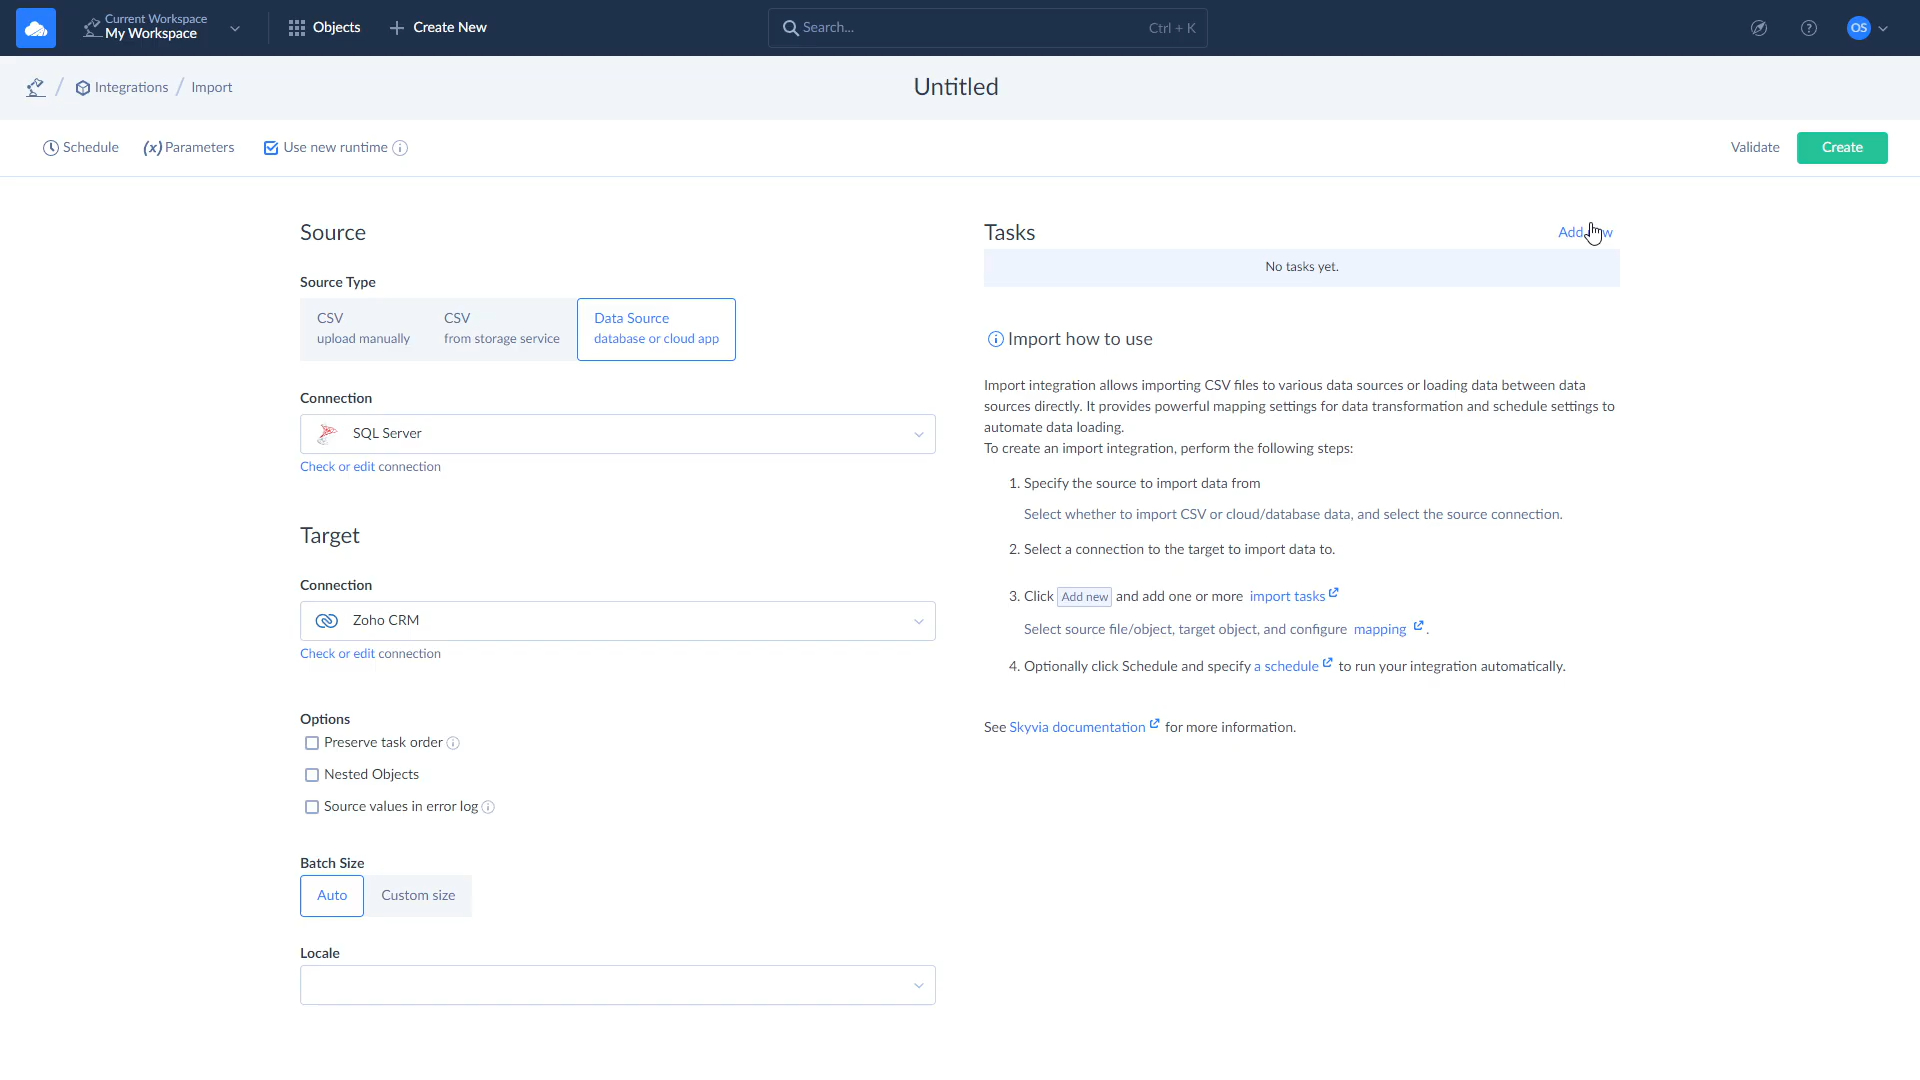 Current Workspace
My Workspace
Objects
Create New
Search...
Ctrl + K
OS
Integrations / Import
Untitled
Schedule
(x) Parameters
Use new runtime
Validate
Create
Source
Source Type
CSV
upload manually
CSV
from storage service
Data Source
database or cloud app
Connection
SQL Server
Check or edit connection
Target
Connection
Zoho CRM
Check or edit connection
Options
Preserve task order
Nested Objects
Source values in error log
Batch Size
Auto
Custom size
Locale
Tasks
Add
No tasks yet.
Import how to use
Import integration allows importing CSV files to various data sources or loading data between data
sources directly. It provides powerful mapping settings for data transformation and schedule settings to
automate data loading.
To create an import integration, perform the following steps:
1. Specify the source to import data from
Select whether to import CSV or cloud/database data, and select the source connection.
2. Select a connection to the target to import data to.
3. Click Add new and add one or more import tasks
Select source file/object, target object, and configure mapping .
4. Optionally click Schedule and specify a schedule to run your integration automatically.
See Skyvia documentation for more information.